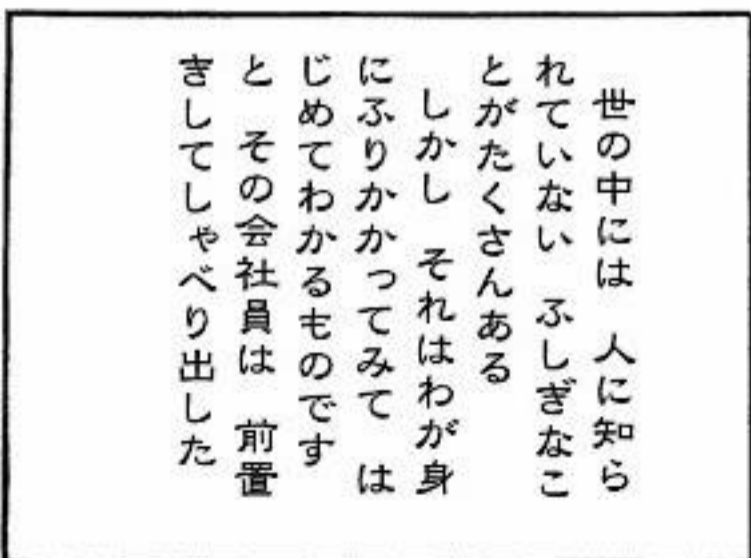 世の中には　人に知ら
れていない　ふしぎなこ
とがたくさんある
　しかし　それはわが身
にふりかかってみて　は
じめてわかるものです
と　その会社員は　前置
きしてしゃべり出した